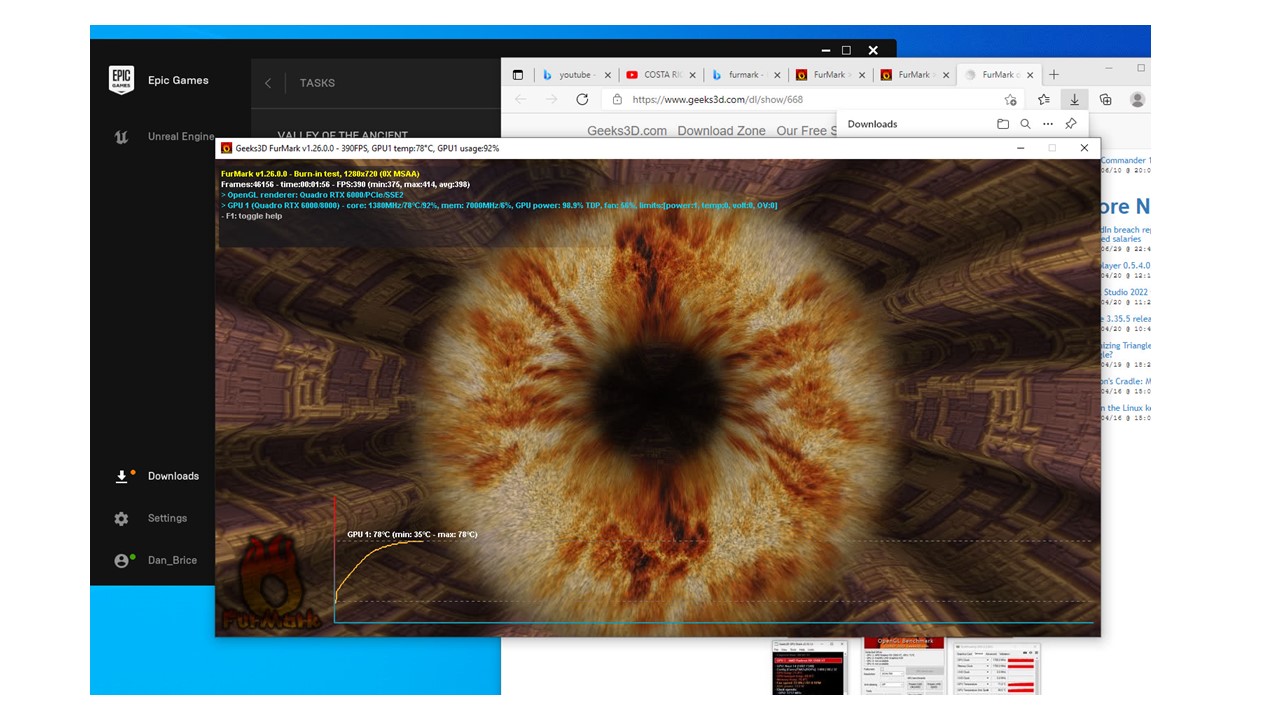 EPIC
GAMES
Epic Games
TASKS
Unreal Engine
VALLEY OF THE ANCIENT
Downloads
Settings
Dan_Brice
youtube -
COSTA RI
furmark -
FurMark
FurMark
FurMark
https://www.geeks3d.com/dl/show/668
Geeks3D.com Download Zone Our Free S
Downloads
Geeks3D FurMark v1.26.0.0 - 390FPS, GPU1 temp:78°C, GPU1 usage:92%
FurMark v1.26.0.0 - Burn-in test, 1280x720 (0X MSAA)
Frames:46156 - time:00:01:56 - FPS:390 (min:375, max:414, avg:398)
> OpenGL renderer: Quadro RTX 6000/PCIe/SSE2
> GPU 1 (Quadro RTX 6000/8000) - core: 1380MHz/78°C/92%, mem: 7000MHz/6%, GPU power: 98.9% TDP, fan: 56%, limits:[power:1, temp:0, volt:0, OV:0]
- F1: toggle help
GPU 1: 78°C (min: 35°C - max: 78°C)
FurMark
Commander 1
ore N
dIn breach re
ed salaries
layer 0.5.4.0
Studio 2022
e 3.35.5 relea
nizing Triangle
gle?
on's Cradle: M
n the Linux k
OpenGL Benchmark